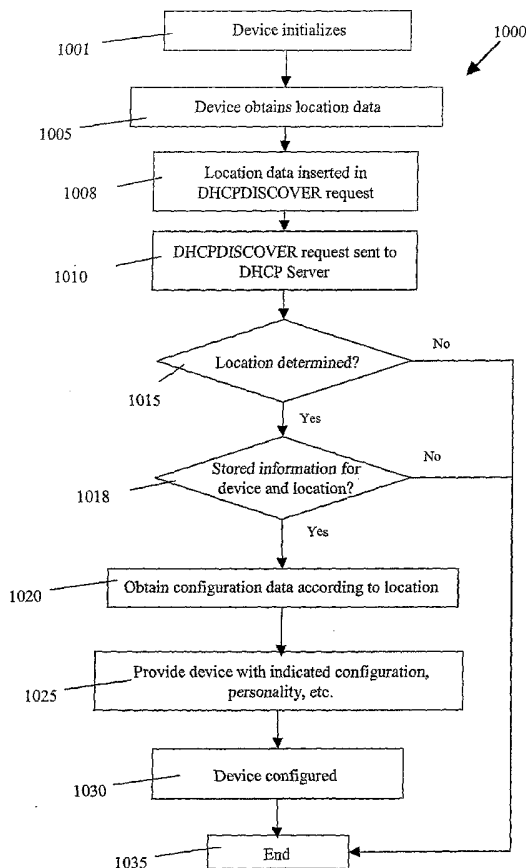 1000
1001
Device initializes
1005
Device obtains location data
1008
Location data inserted in
DHCPDISCOVER request
1010
DHCPDISCOVER request sent to
DHCP Server
1015
Location determined?
No
Yes
1018
Stored information for
device and location?
No
Yes
1020
Obtain configuration data according to location
1025
Provide device with indicated configuration,
personality, etc.
1030
Device configured
1035
End